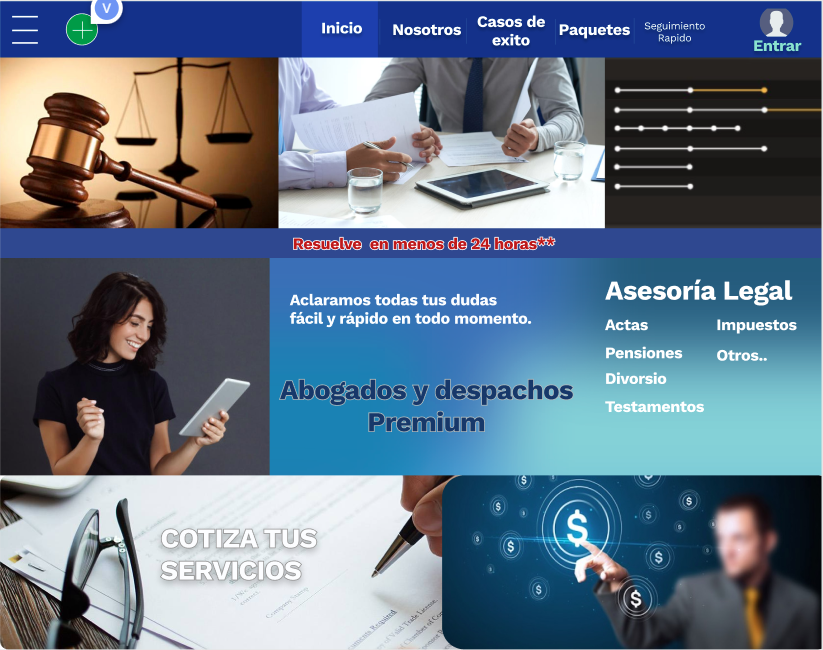 V
Inicio
Nosotros
Casos de
exito
Paquetes
Seguimiento
Rapido
Entrar
Resuelve en menos de 24 horas**
Aclaramos todas tus dudas
fácil y rápido en todo momento.
Abogados y despachos
Premium
Asesoría Legal
Actas
Impuestos
Pensiones
Otros..
Divorsio
Testamentos
COTIZA TUS
SERVICIOS
Company Stamp
$
$
$
$
$
$
$
$
$